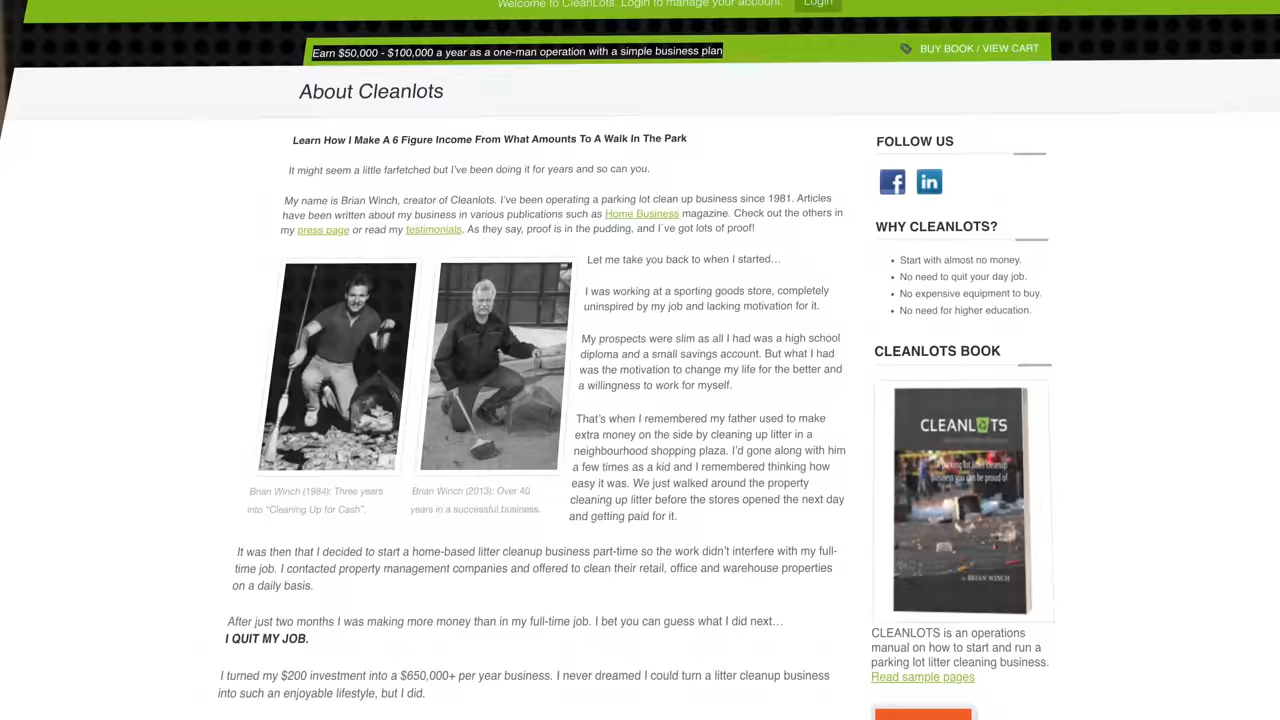 Welcome to CleanLots. Login to manage your account.
Login
Earn $50,000 - $100,000 a year as a one-man operation with a simple business plan
BUY BOOK / VIEW CART
About Cleanlots
Learn How I Make A 6 Figure Income From What Amounts To A Walk In The Park
It might seem a little farfetched but I've been doing it for years and so can you.
My name is Brian Winch, creator of Cleanlots. I've been operating a parking lot clean up business since 1981. Articles
have been written about my business in various publications such as Home Business magazine. Check out the others in
my press page or read my testimonials. As they say, proof is in the pudding, and I`ve got lots of proof!
Let me take you back to when I started…
I was working at a sporting goods store, completely
uninspired by my job and lacking motivation for it.
My prospects were slim as all I had was a high school
diploma and a small savings account. But what I had
was the motivation to change my life for the better and
a willingness to work for myself.
That's when I remembered my father used to make
extra money on the side by cleaning up litter in a
neighbourhood shopping plaza. I'd gone along with him
a few times as a kid and I remembered thinking how
easy it was. We just walked around the property
cleaning up litter before the stores opened the next day
and getting paid for it.
Brian Winch (1984): Three years
into "Cleaning Up for Cash".
Brian Winch (2013): Over 40
years in a successful business.
It was then that I decided to start a home-based litter cleanup business part-time so the work didn't interfere with my full-
time job. I contacted property management companies and offered to clean their retail, office and warehouse properties
on a daily basis.
After just two months I was making more money than in my full-time job. I bet you can guess what I did next…
I QUIT MY JOB.
I turned my $200 investment into a $650,000+ per year business. I never dreamed I could turn a litter cleanup business
into such an enjoyable lifestyle, but I did.
FOLLOW US
f
in
WHY CLEANLOTS?
• Start with almost no money.
• No need to quit your day job.
• No expensive equipment to buy.
• No need for higher education.
CLEANLOTS BOOK
CLEANLOTS
A parking lot litter cleanup
business you can be proud of
by BRIAN WINCH
CLEANLOTS is an operations
manual on how to start and run a
parking lot litter cleaning business.
Read sample pages